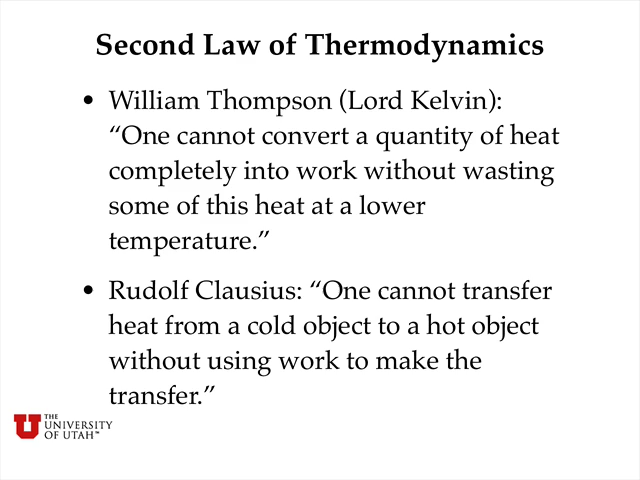 Second Law of Thermodynamics
• William Thompson (Lord Kelvin):
“One cannot convert a quantity of heat
completely into work without wasting
some of this heat at a lower
temperature.”
• Rudolf Clausius: “One cannot transfer
heat from a cold object to a hot object
without using work to make the
transfer.”
THE
UNIVERSITY
OF UTAH™